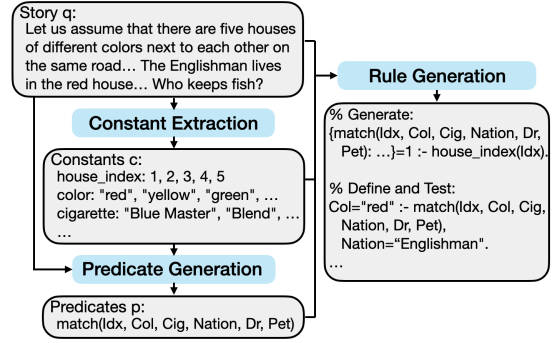 Story q:
Let us assume that there are five houses
of different colors next to each other on
the same road... The Englishman lives
in the red house... Who keeps fish?
Constant Extraction
Constants c:
house_index: 1, 2, 3, 4, 5
color: "red", "yellow", "green", ...
cigarette: "Blue Master", "Blend", ...
...
Predicate Generation
Predicates p:
match(Idx, Col, Cig, Nation, Dr, Pet)
Rule Generation
% Generate:
{match(Idx, Col, Cig, Nation, Dr,
Pet): ...}=1 :- house_index(Idx).
% Define and Test:
Col="red" :- match(Idx, Col, Cig,
Nation, Dr, Pet),
Nation=“Englishman".
...